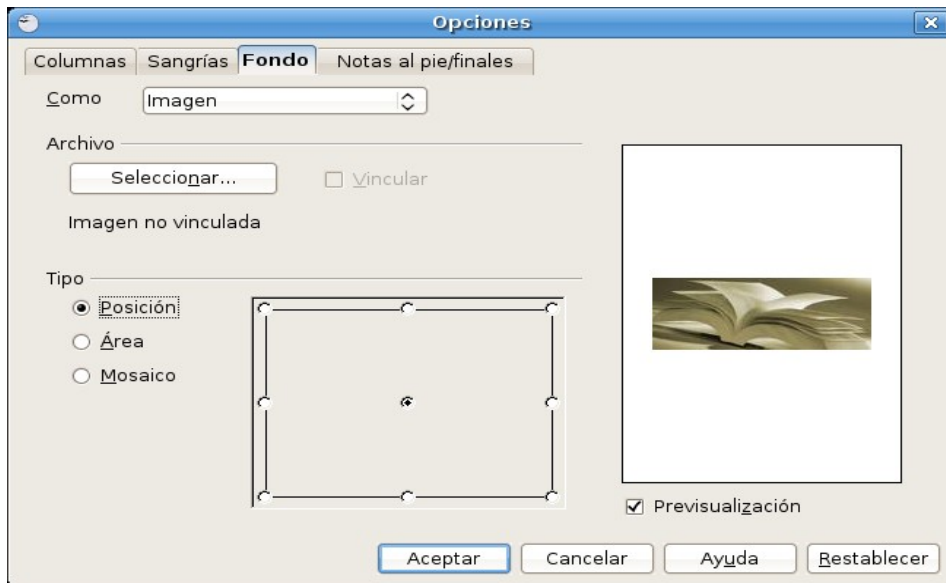 Opciones
Columnas Sangrías Fondo Notas al pie/finales
Como Imagen
Archivo
Seleccionar... Vincular
Imagen no vinculada
Tipo
Posición
Área
Mosaico
Previsualización
Aceptar Cancelar Ayuda Restablecer